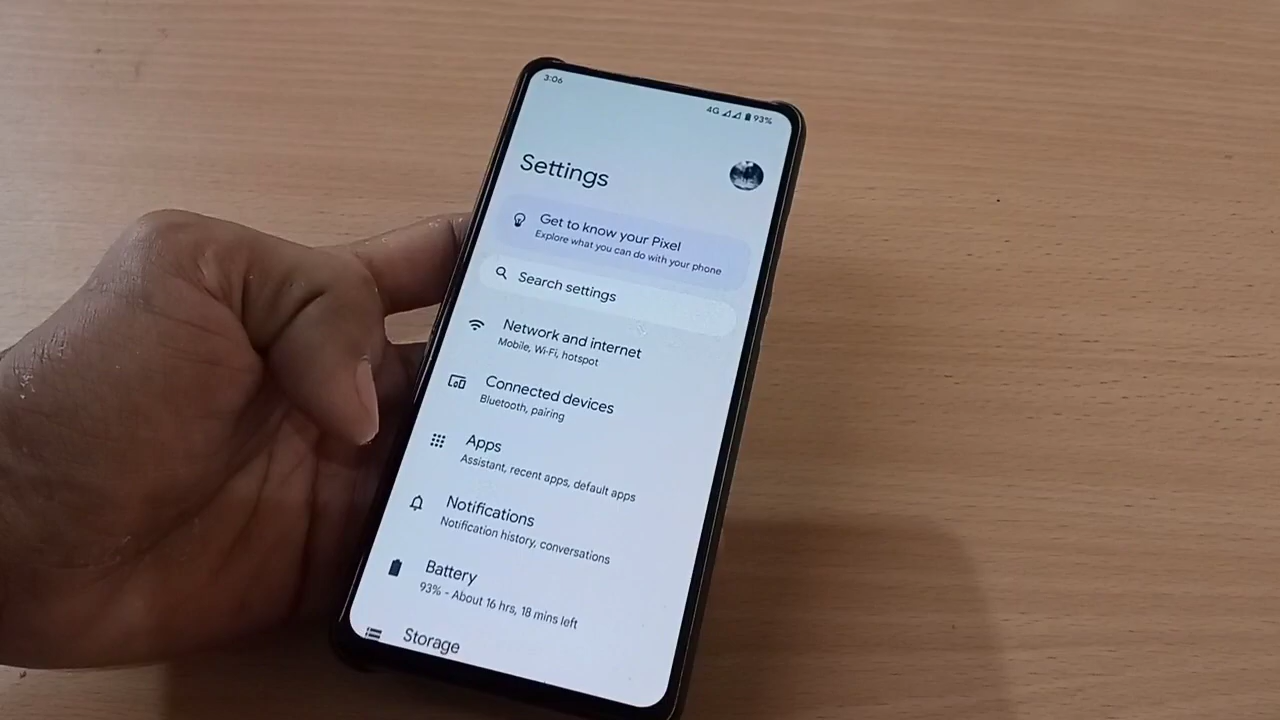 3:06
4G 93%
Settings
Get to know your Pixel
Explore what you can do with your phone
Search settings
Network and internet
Mobile, Wi-Fi, hotspot
Connected devices
Bluetooth, pairing
Apps
Assistant, recent apps, default apps
Notifications
Notification history, conversations
Battery
93% - About 16 hrs, 18 mins left
Storage